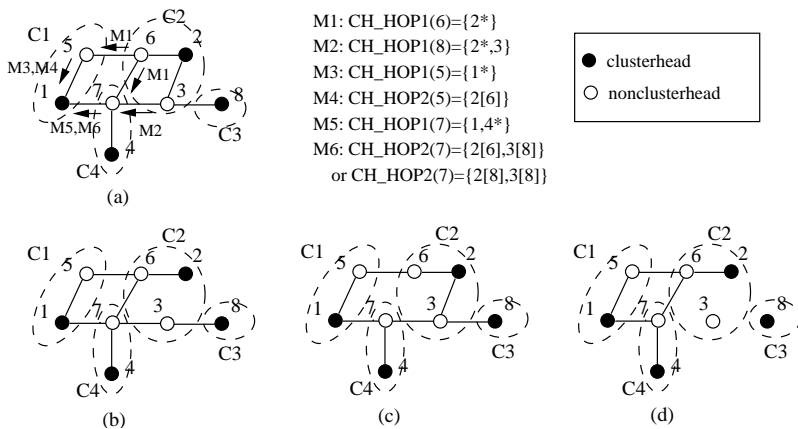 C1
C2
5
M1
6
2
M3,M4
M1
7
3
8
1
M5,M6
M2
C3
4
C4
(a)
M1: CH_HOP1(6)={2*}
M2: CH_HOP1(8)={2*,3}
M3: CH_HOP1(5)={1*}
M4: CH_HOP2(5)={2[6]}
M5: CH_HOP1(7)={1,4*}
M6: CH_HOP2(7)={2[6],3[8]}
or CH_HOP2(7)={2[8],3[8]}
clusterhead
nonclusterhead
C1
C2
5
6
2
7
3
8
1
C3
4
C4
(b)
C1
C2
5
6
2
7
3
8
1
C3
4
C4
(c)
C1
C2
5
6
2
7
3
8
1
C3
4
C4
(d)